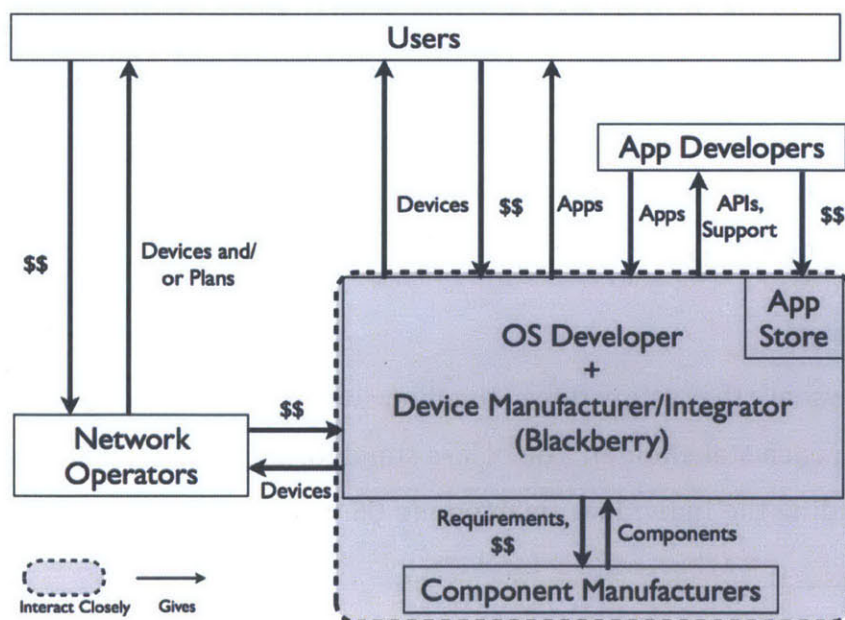 Users
App Developers
Devices
$$
Apps
Apps
APIs,
Support
$$
$$
Devices and/
or Plans
App
Store
OS Developer
+
Device Manufacturer/Integrator
(Blackberry)
$$
Network
Operators
Devices
Requirements,
$$
Components
Component Manufacturers
Interact Closely
Gives